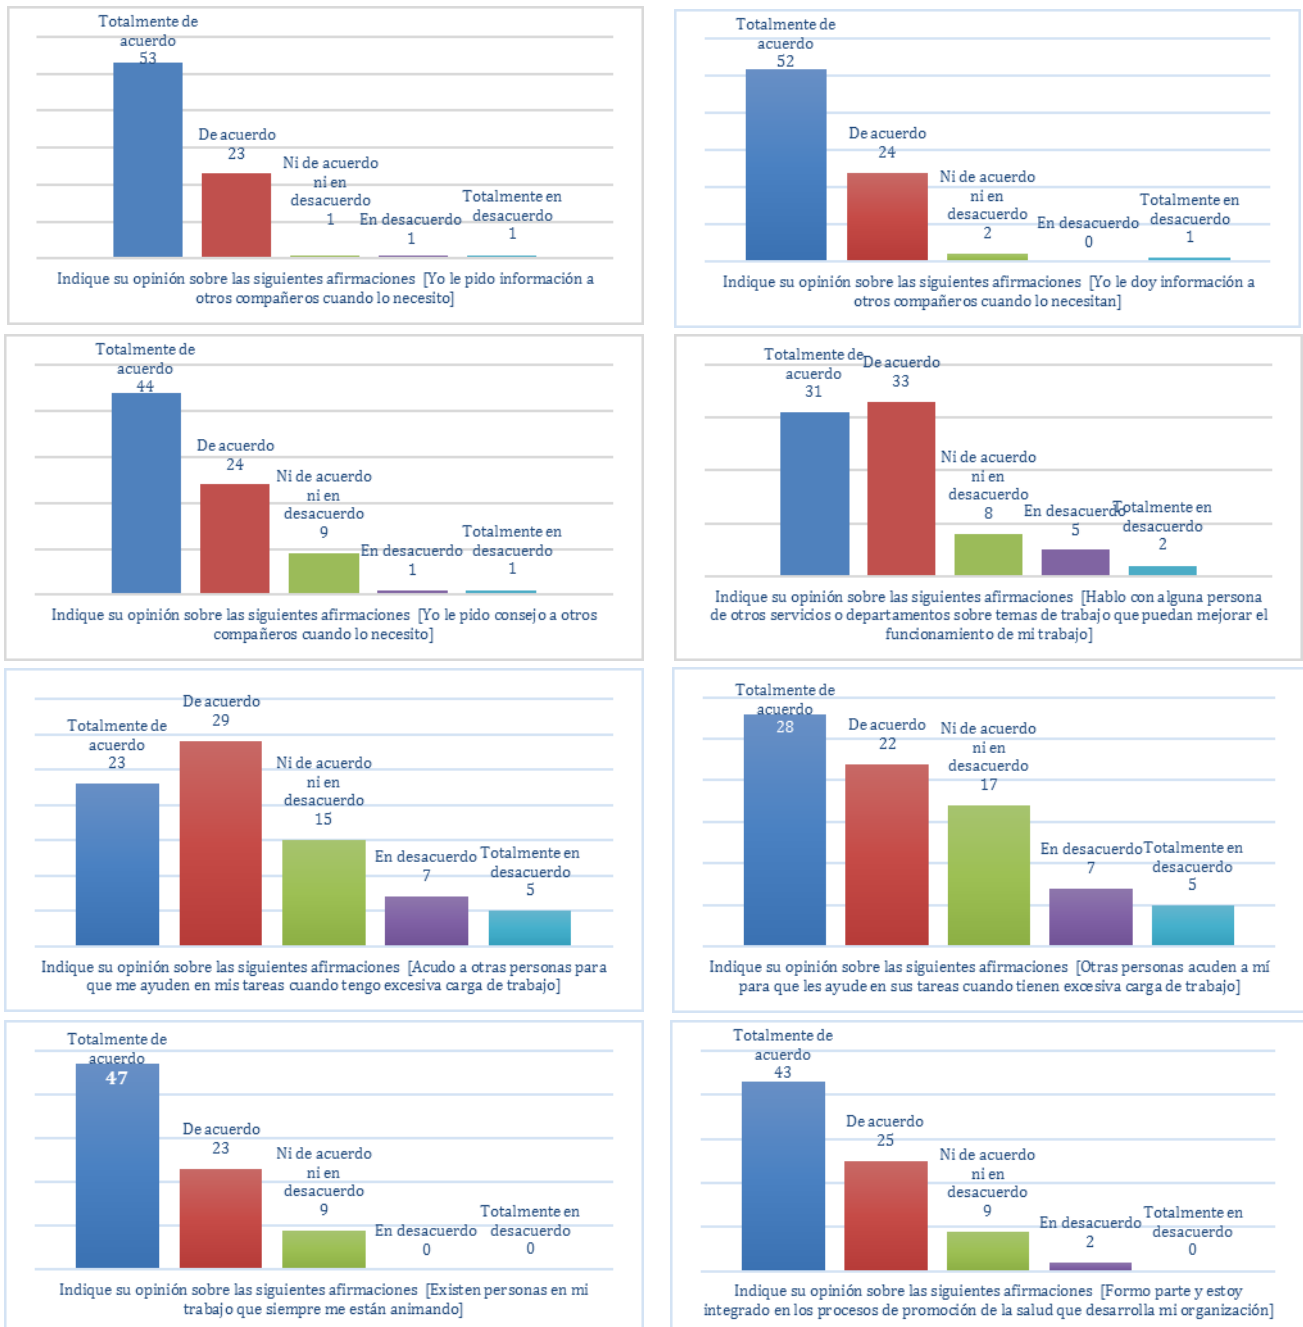 Totalmente de
acuerdo
53
De acuerdo
23
Ni de acuerdo
ni en
desacuerdo
1
En desacuerdo
1
Totalmente en
desacuerdo
1
Indique su opinión sobre las siguientes afirmaciones [Yo le pido información a
otros compañeros cuando lo necesito]
Totalmente de
acuerdo
52
De acuerdo
24
Ni de acuerdo
ni en
desacuerdo
2
En desacuerdo
0
Totalmente en
desacuerdo
1
Indique su opinión sobre las siguientes afirmaciones [Yo le doy información a
otros compañeros cuando lo necesitan]
Totalmente de
acuerdo
44
De acuerdo
24
Ni de acuerdo
ni en
desacuerdo
9
En desacuerdo
1
Totalmente en
desacuerdo
1
Indique su opinión sobre las siguientes afirmaciones [Yo le pido consejo a otros
compañeros cuando lo necesito]
Totalmente de
acuerdo
31
De acuerdo
33
Ni de acuerdo
ni en
desacuerdo
8
En desacuerdo
5
Totalmente en
desacuerdo
2
Indique su opinión sobre las siguientes afirmaciones [Hablo con alguna persona
de otros servicios o departamentos sobre temas de trabajo que puedan mejorar el
funcionamiento de mi trabajo]
Totalmente de
acuerdo
23
De acuerdo
29
Ni de acuerdo
ni en
desacuerdo
15
En desacuerdo
7
Totalmente en
desacuerdo
5
Indique su opinión sobre las siguientes afirmaciones [Acudo a otras personas para
que me ayuden en mis tareas cuando tengo excesiva carga de trabajo]
Totalmente de
acuerdo
28
De acuerdo
22
Ni de acuerdo
ni en
desacuerdo
17
En desacuerdo
7
Totalmente en
desacuerdo
5
Indique su opinión sobre las siguientes afirmaciones [Otras personas acuden a mí
para que les ayude en sus tareas cuando tienen excesiva carga de trabajo]
Totalmente de
acuerdo
47
De acuerdo
23
Ni de acuerdo
ni en
desacuerdo
9
En desacuerdo
0
Totalmente en
desacuerdo
0
Indique su opinión sobre las siguientes afirmaciones [Existen personas en mi
trabajo que siempre me están animando]
Totalmente de
acuerdo
43
De acuerdo
25
Ni de acuerdo
ni en
desacuerdo
9
En desacuerdo
2
Totalmente en
desacuerdo
0
Indique su opinión sobre las siguientes afirmaciones [Formo parte y estoy
integrado en los procesos de promoción de la salud que desarrolla mi organización]